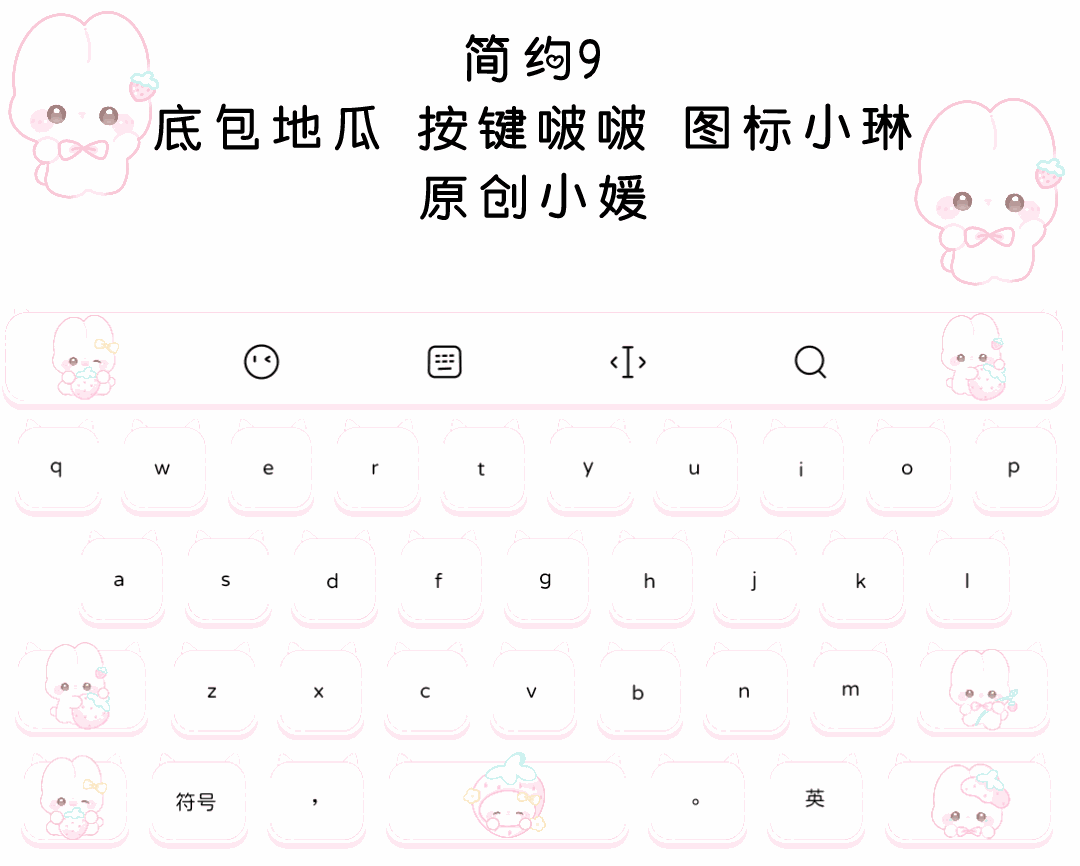 简约9
底包地瓜 按键啵啵 图标小琳
原创小媛
q w e r t y u i o p
a s d f g h j k l
z x c v b n m
符号 ， 。 英